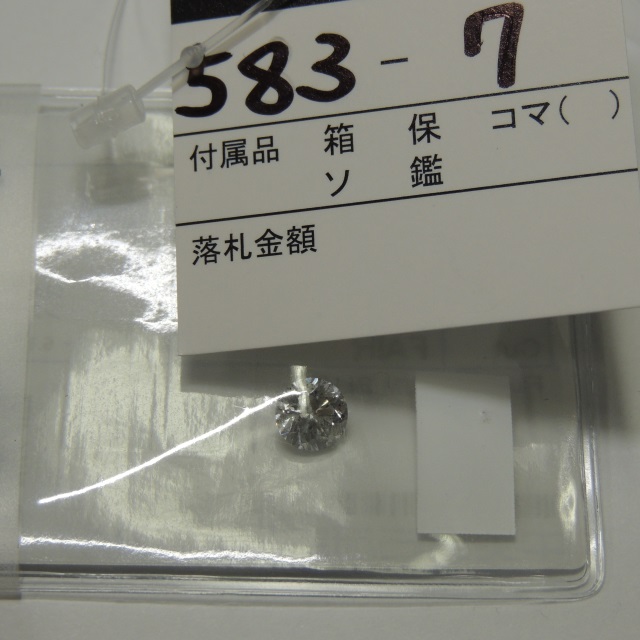 583-7
付属品 箱 保 コマ( )
ソ 鑑
落札金額